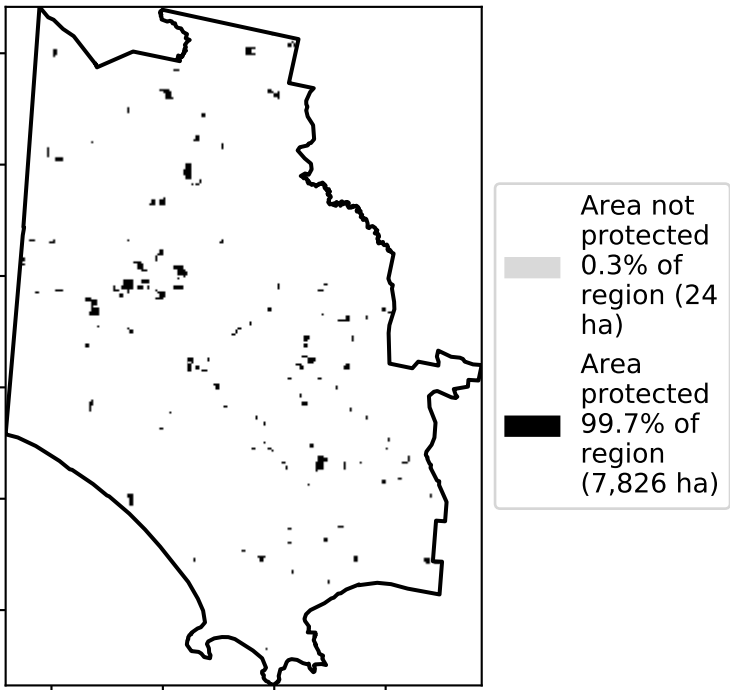 Area not
protected
0.3% of
region (24
ha)
Area
protected
99.7% of
region
(7,826 ha)